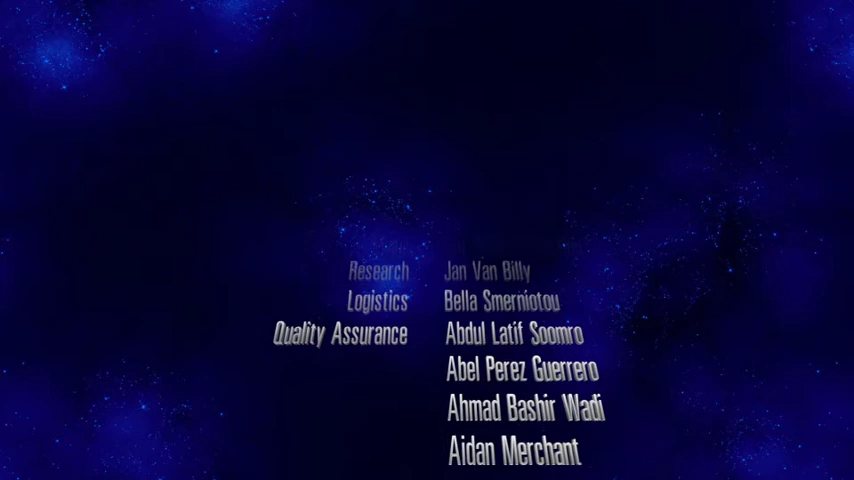 Research Jan Van Billy
Logistics Bella Smerniotou
Quality Assurance Abdul Latif Soomro
Abel Perez Guerrero
Ahmad Bashir Wadi
Aidan Merchant